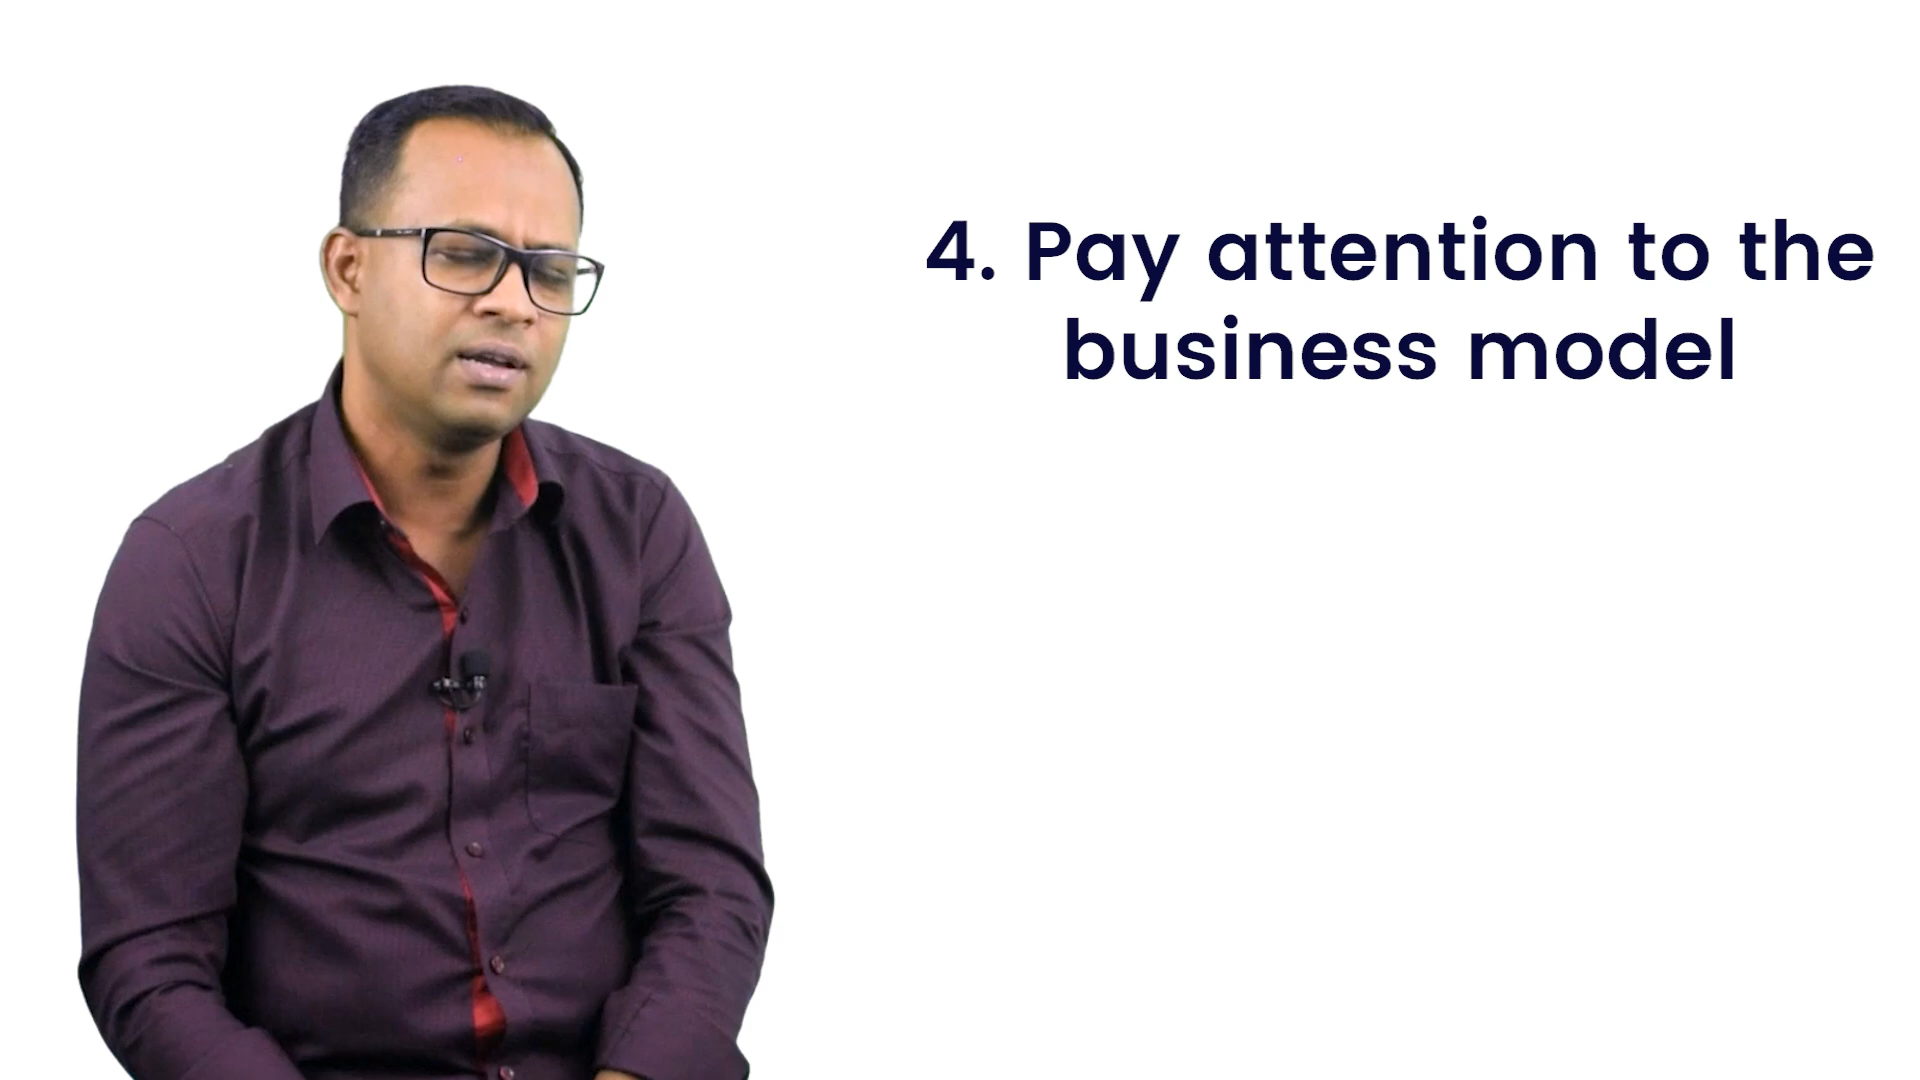 4. Pay attention to the
business model